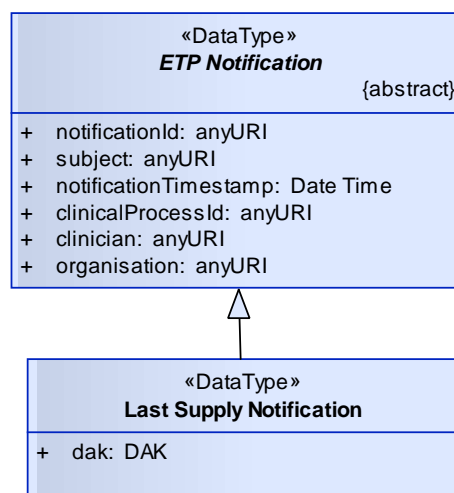 «DataType»
ETP Notification
{abstract}
+ notificationId: anyURI
+ subject: anyURI
+ notificationTimestamp: Date Time
+ clinicalProcessId: anyURI
+ clinician: anyURI
+ organisation: anyURI
«DataType»
Last Supply Notification
+ dak: DAK